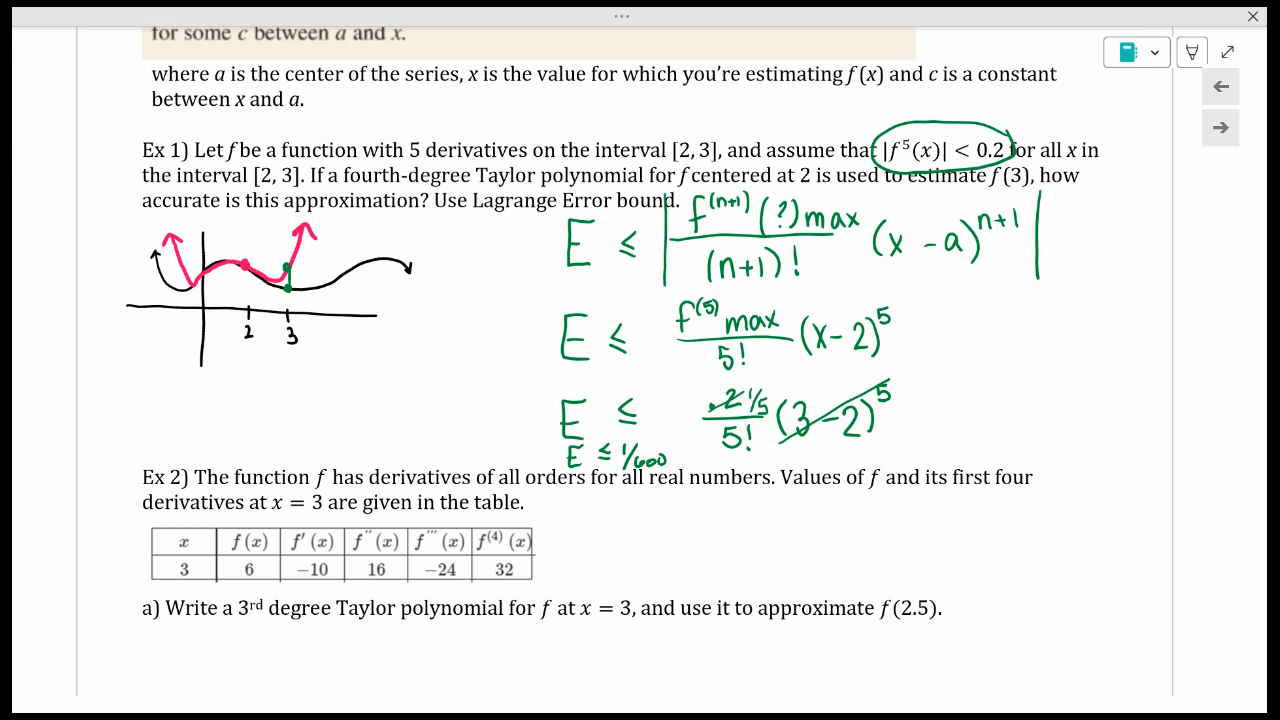 for some c between a and x.
where a is the center of the series, x is the value for which you're estimating f(x) and c is a constant
between x and a.
Ex 1) Let f be a function with 5 derivatives on the interval [2, 3], and assume that |f⁵(x)| < 0.2 for all x in
the interval [2, 3]. If a fourth-degree Taylor polynomial for f centered at 2 is used to estimate f(3), how
accurate is this approximation? Use Lagrange Error bound.
E ≤ | f^(n+1) (?) max / (n+1)! (x - a)^(n+1) |
2 3
E ≤ f^(5) max / 5! (x - 2)^5
E ≤ .2 1/5 / 5! (3 - 2)^5
E ≤ 1/600
Ex 2) The function f has derivatives of all orders for all real numbers. Values of f and its first four
derivatives at x = 3 are given in the table.
x f(x) f′(x) f″(x) f‴(x) f⁽⁴⁾(x)
3 6 −10 16 −24 32
a) Write a 3rd degree Taylor polynomial for f at x = 3, and use it to approximate f(2.5).